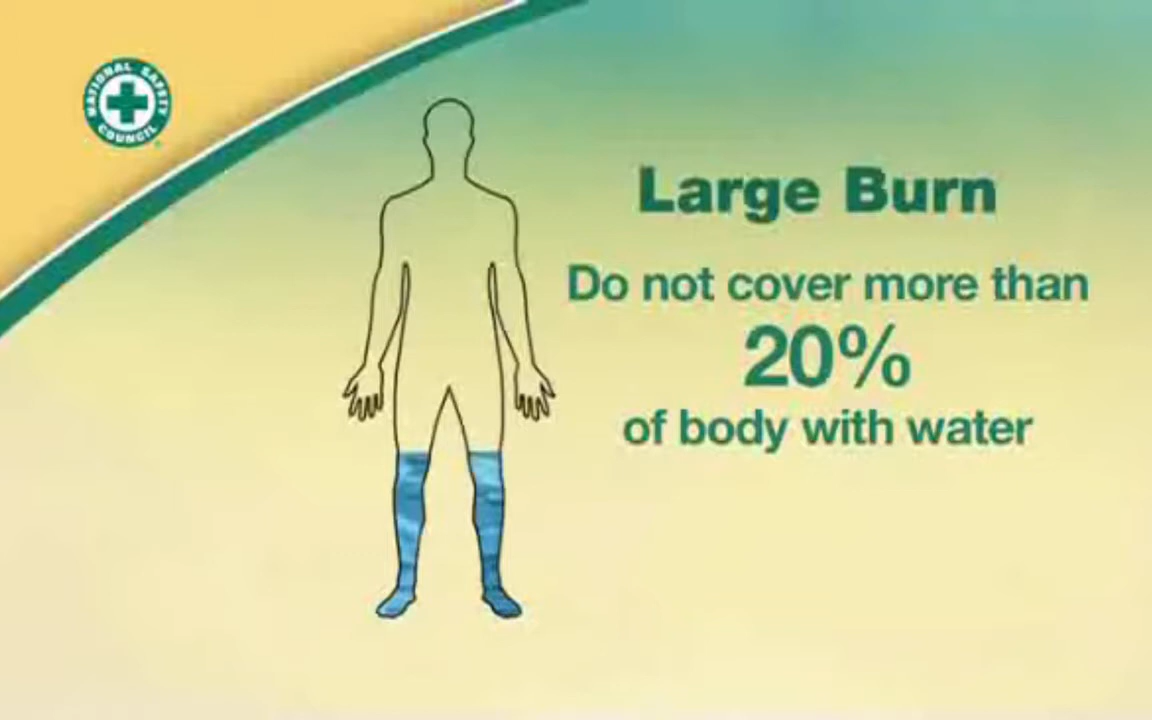 NATIONAL SAFETY COUNCIL
Large Burn
Do not cover more than
20%
of body with water